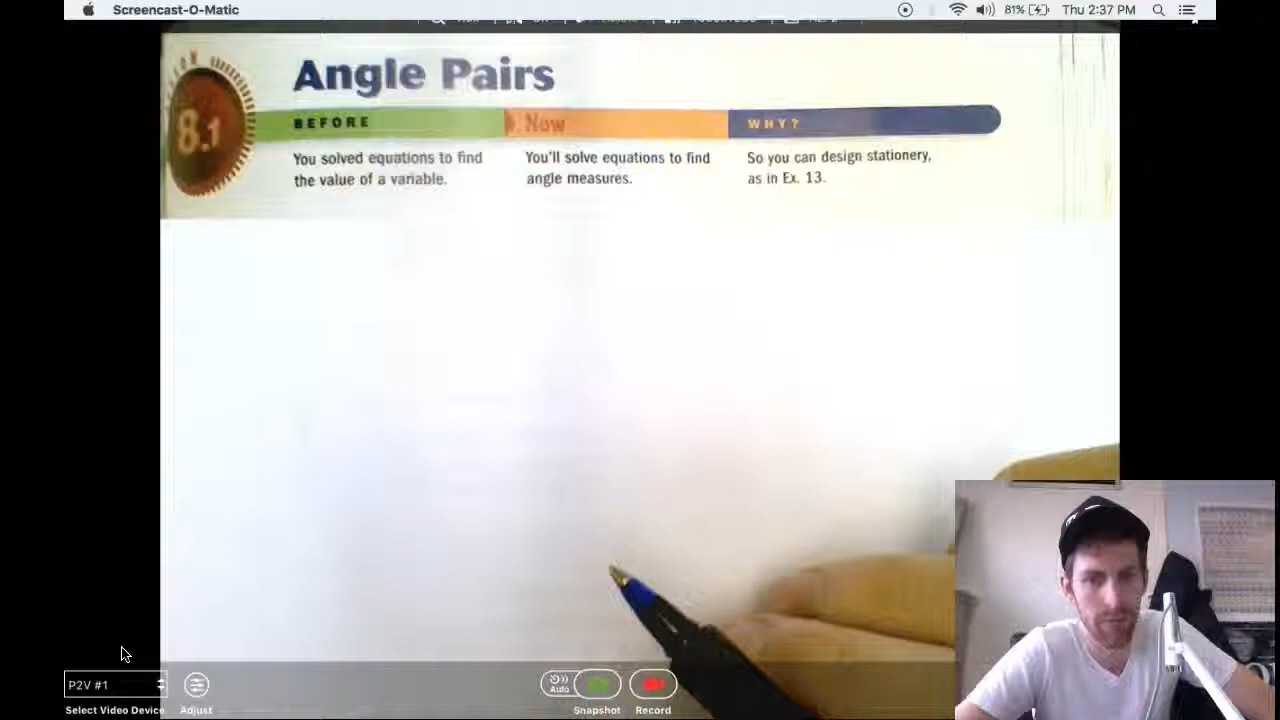 Screencast-O-Matic
81%
Thu 2:37 PM
8.1
Angle Pairs
BEFORE
Now
WHY?
You solved equations to find
the value of a variable.
You'll solve equations to find
angle measures.
So you can design stationery,
as in Ex. 13.
P2V #1
Select Video Device
Adjust
Auto
Snapshot
Record